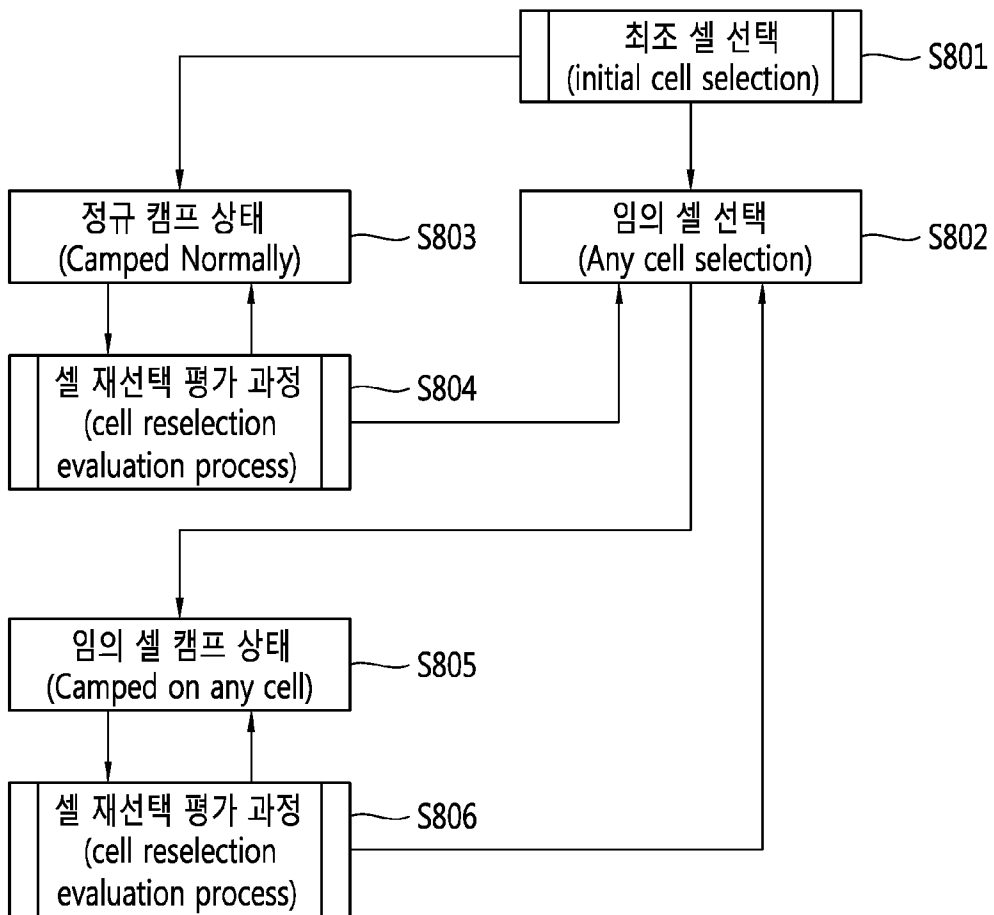 최조 셀 선택
(initial cell selection)
S801
정규 캠프 상태
(Camped Normally)
S803
임의 셀 선택
(Any cell selection)
S802
셀 재선택 평가 과정
(cell reselection
evaluation process)
S804
임의 셀 캠프 상태
(Camped on any cell)
S805
셀 재선택 평가 과정
(cell reselection
evaluation process)
S806